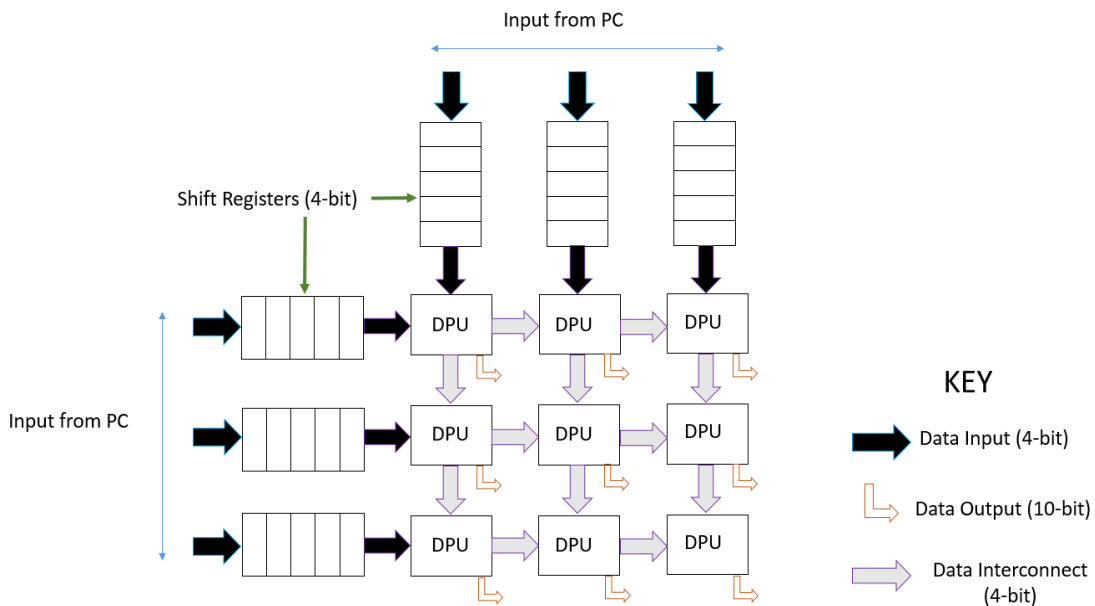 Input from PC
Shift Registers (4-bit)
DPU DPU DPU
KEY
Input from PC
DPU DPU DPU
Data Input (4-bit)
Data Output (10-bit)
DPU DPU DPU
Data Interconnect
(4-bit)